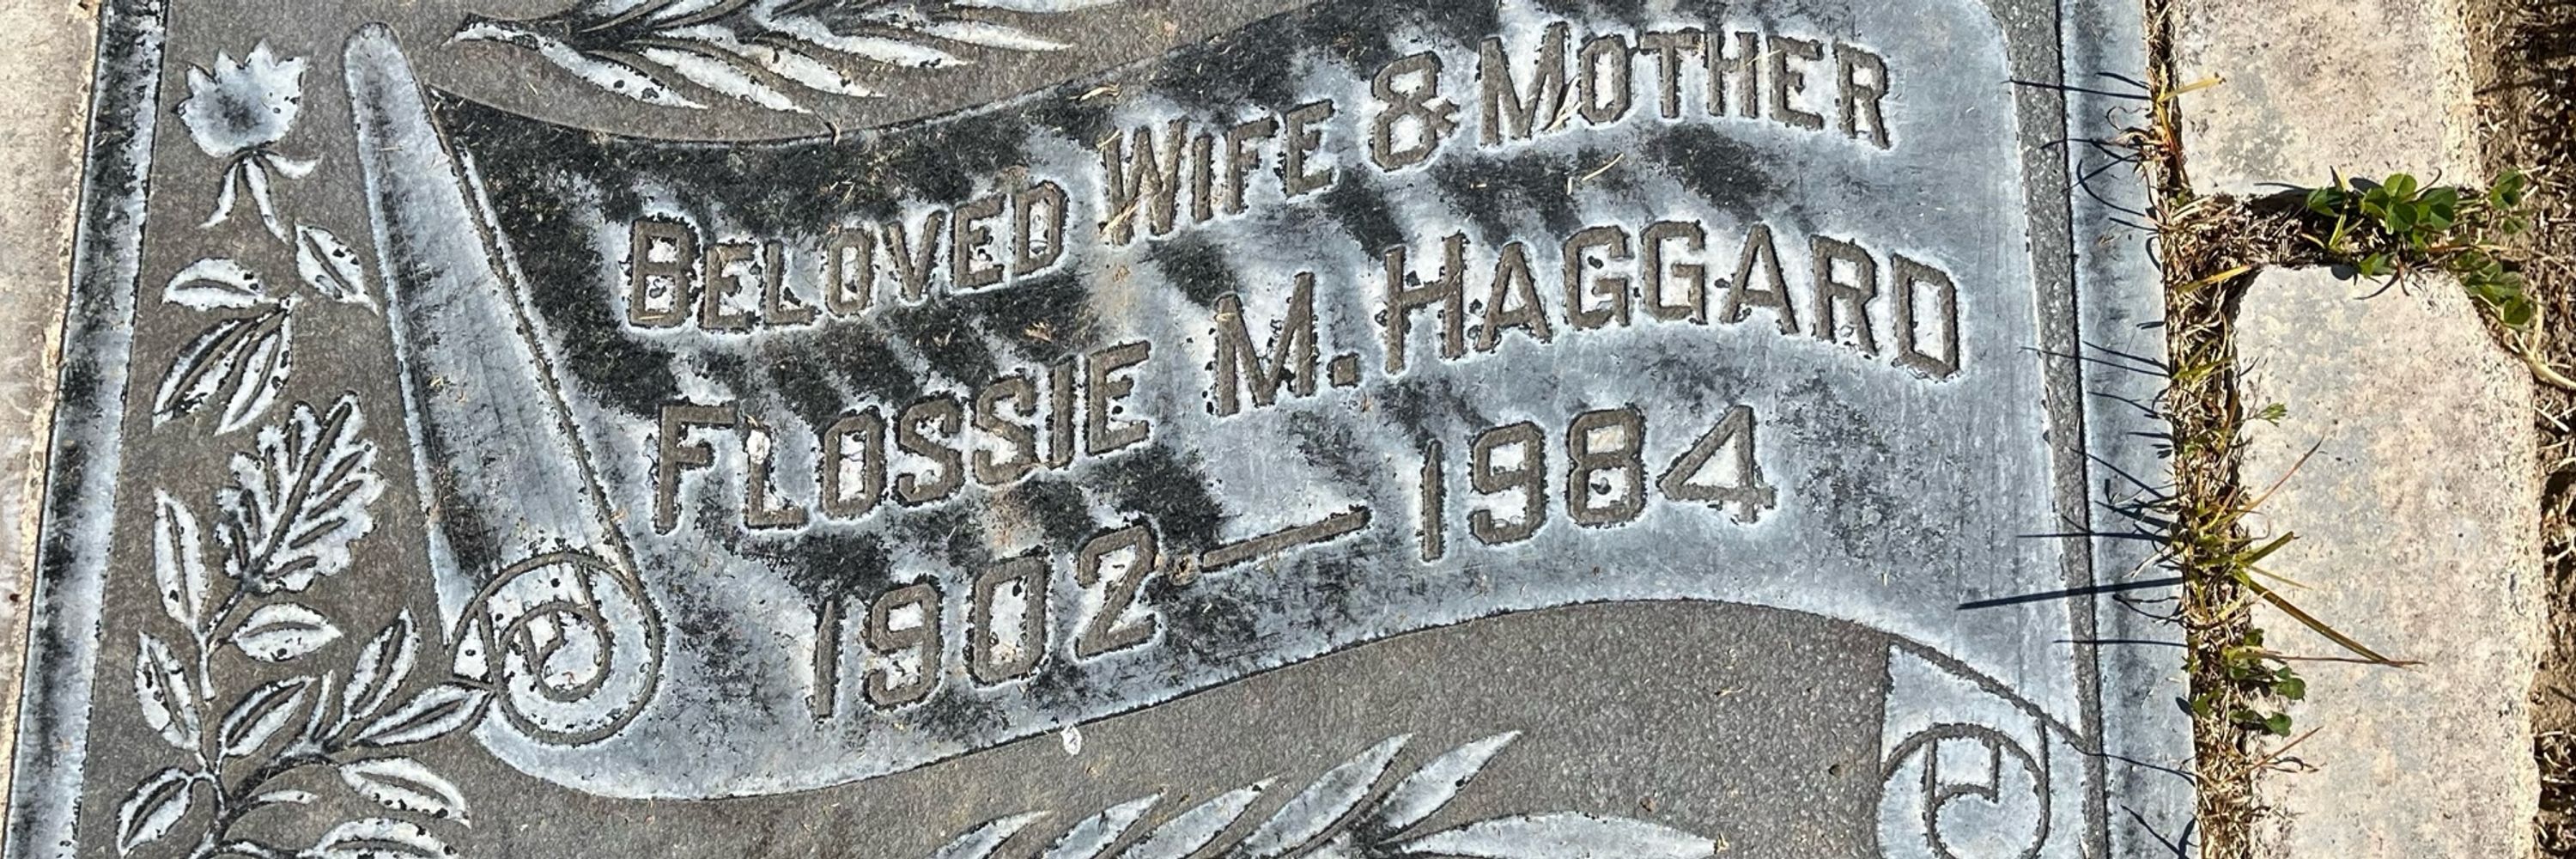 BELOVED WIFE & MOTHER
FLOSSIE M. HAGGARD
1902 — 1984